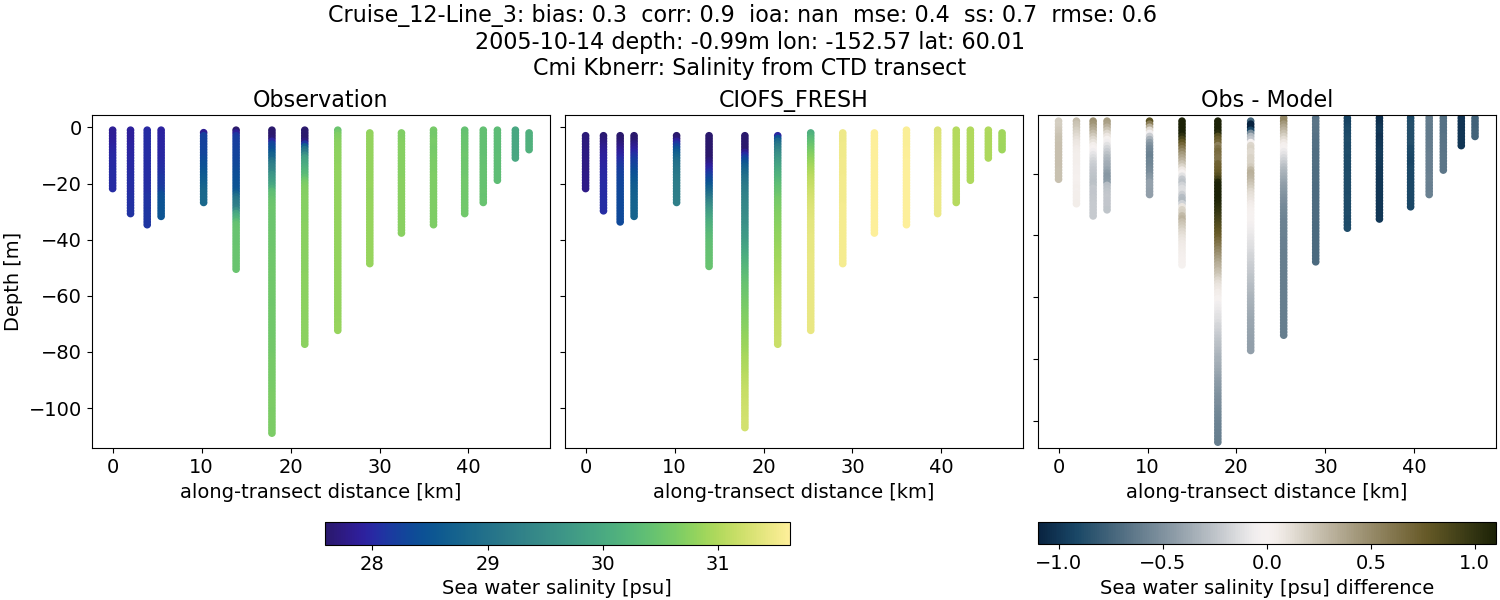 Cruise_12-Line_3: bias: 0.3  corr: 0.9  ioa: nan  mse: 0.4  ss: 0.7  rmse: 0.6
2005-10-14 depth: -0.99m lon: -152.57 lat: 60.01
Cmi Kbnerr: Salinity from CTD transect
Observation
CIOFS_FRESH
Obs - Model
0
−20
−40
−60
−80
−100
Depth [m]
0 10 20 30 40
0 10 20 30 40
0 10 20 30 40
along-transect distance [km]
along-transect distance [km]
along-transect distance [km]
28 29 30 31
Sea water salinity [psu]
−1.0 −0.5 0.0 0.5 1.0
Sea water salinity [psu] difference